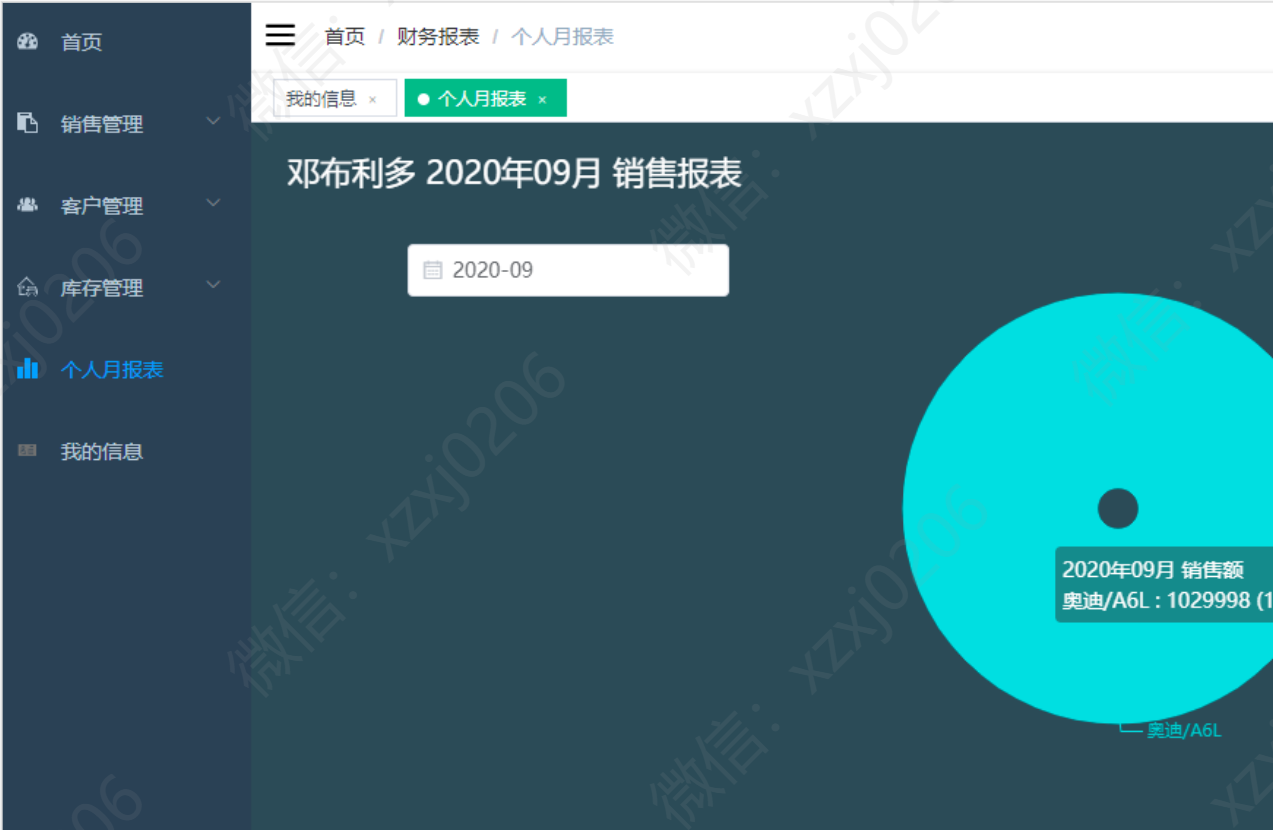 首页
销售管理
客户管理
库存管理
个人月报表
我的信息
首页 / 财务报表 / 个人月报表
我的信息 × 个人月报表 ×
邓布利多 2020年09月 销售报表
2020-09
2020年09月 销售额
奥迪/A6L : 1029998 (1
奥迪/A6L
微信：xzxj0206